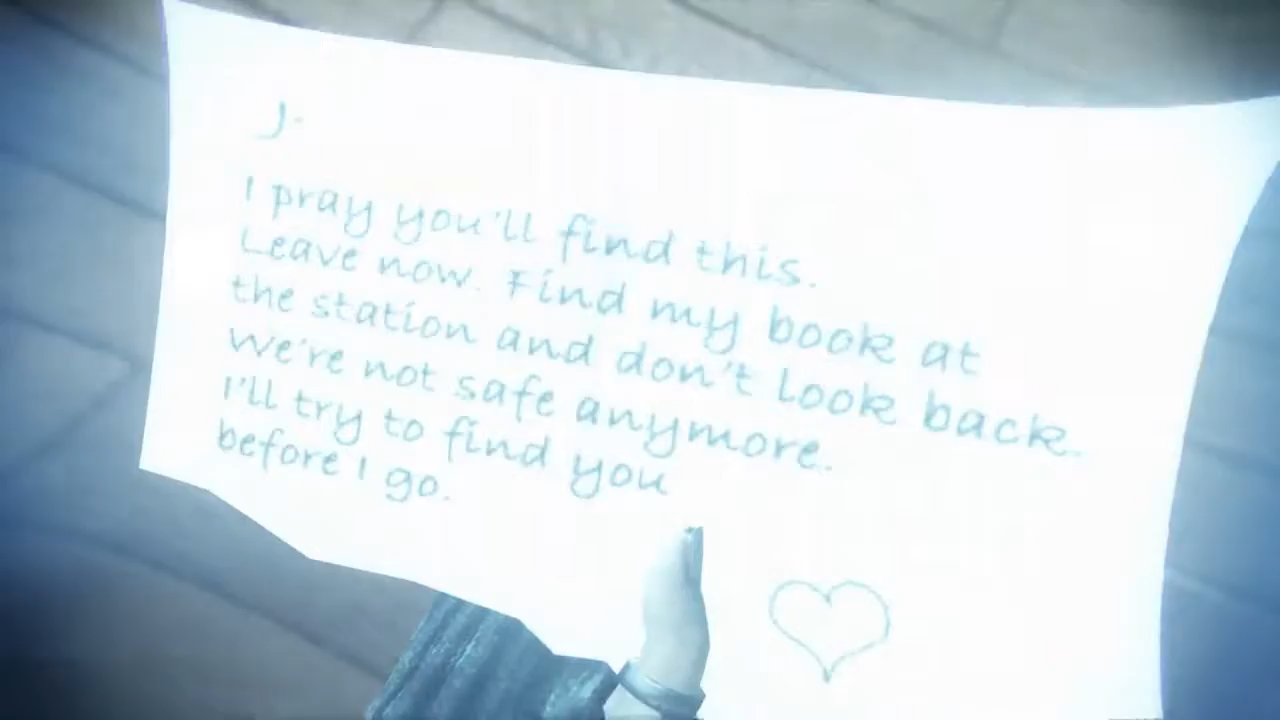 J.
I pray you'll find this.
Leave now. Find my book at
the station and don't look back.
We're not safe anymore.
I'll try to find you
before I go.